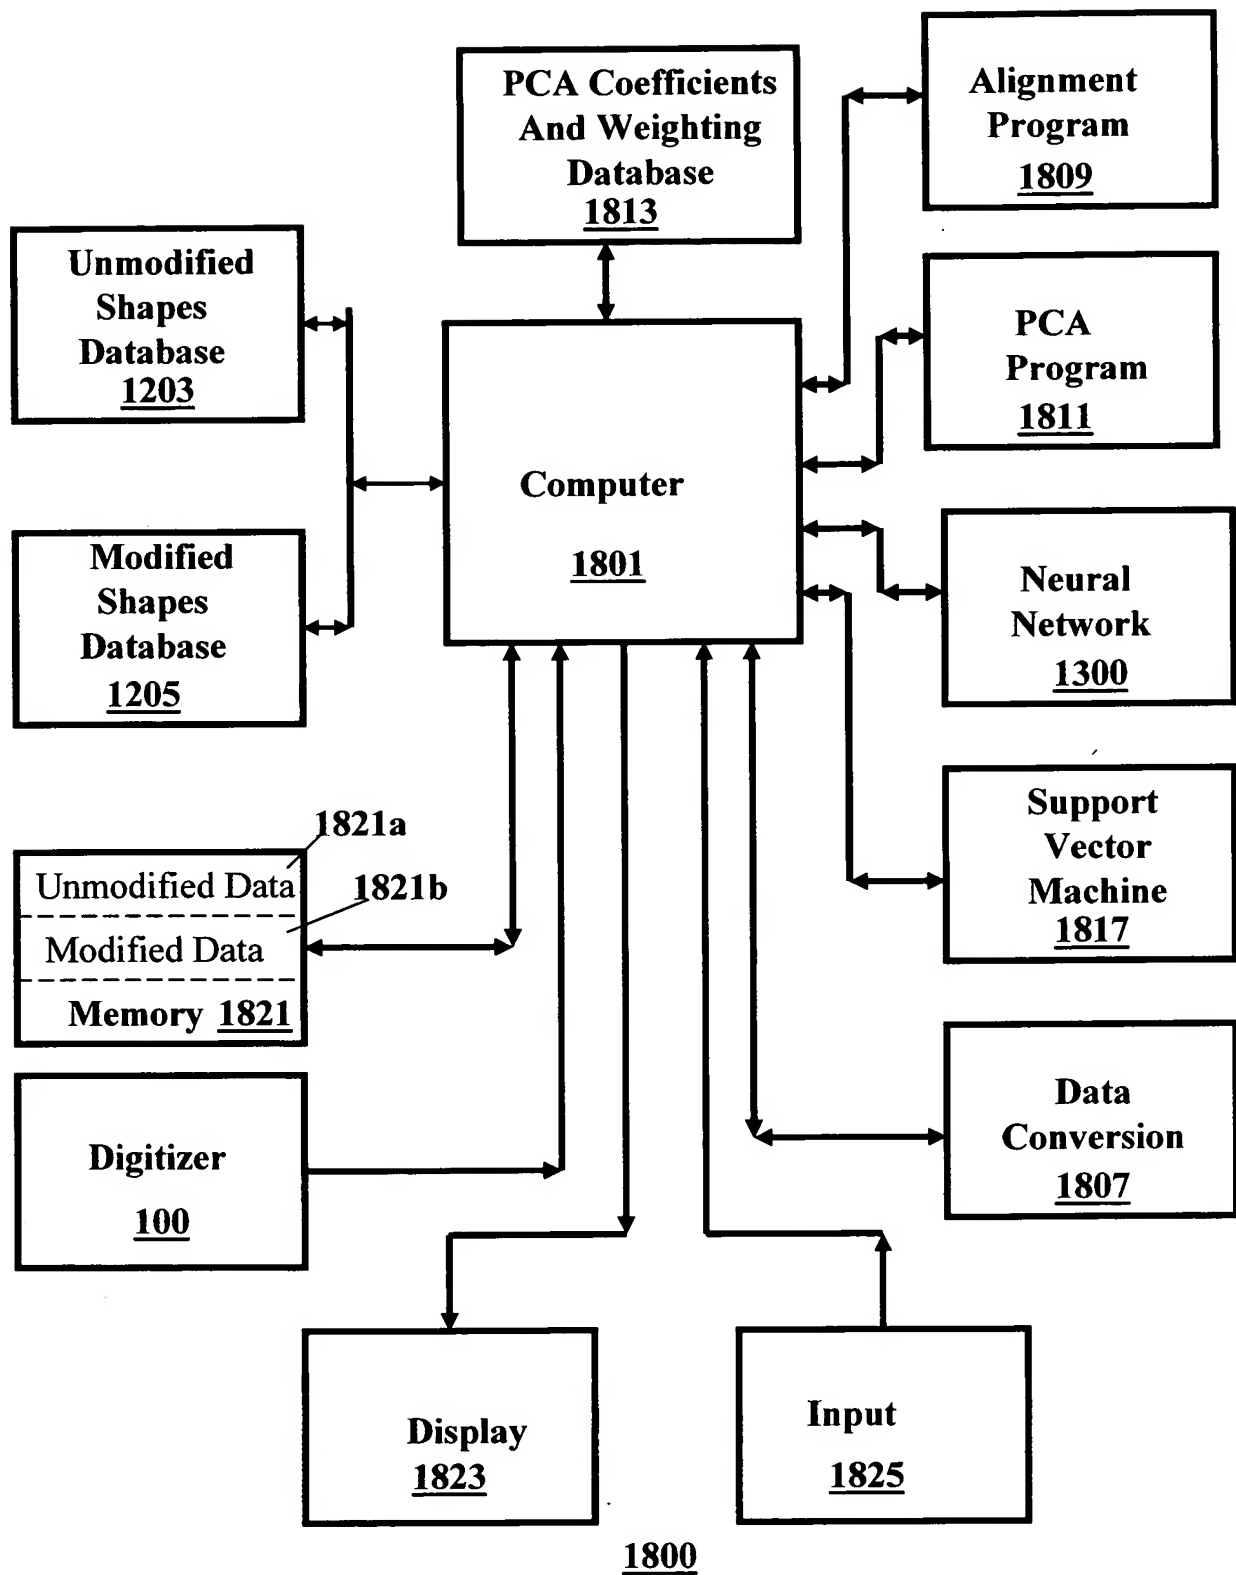 PCA Coefficients
And Weighting
Database
1813
Alignment
Program
1809
Unmodified
Shapes
Database
1203
PCA
Program
1811
Computer
1801
Modified
Shapes
Database
1205
Neural
Network
1300
Support
Vector
Machine
1817
1821a
Unmodified Data
1821b
Modified Data
Memory 1821
Data
Conversion
1807
Digitizer
100
Display
1823
Input
1825
1800